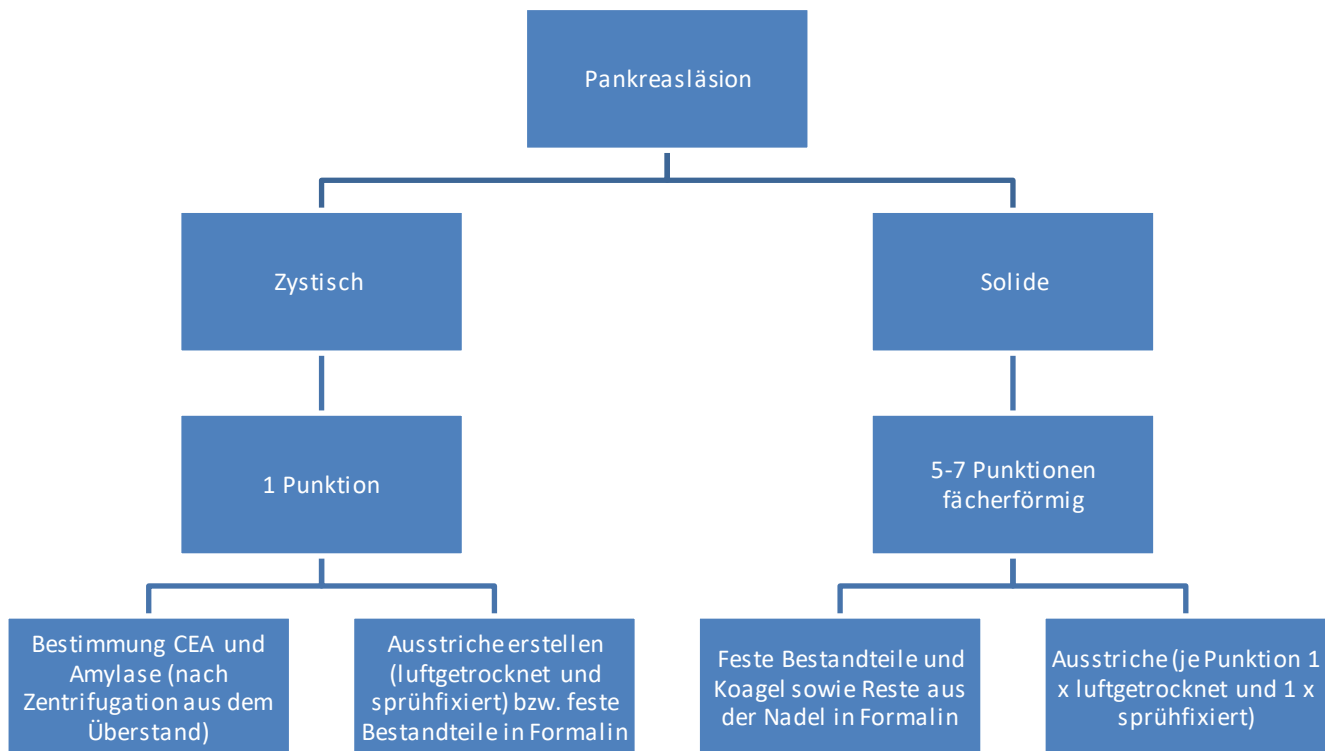 Pankreasläsion
Zystisch
Solide
1 Punktion
5-7 Punktionen
fächerförmig
Bestimmung CEA und
Amylase (nach
Zentrifugation aus dem
Überstand)
Ausstriche erstellen
(luftgetrocknet und
sprühfixiert) bzw. feste
Bestandteile in Formalin
Feste Bestandteile und
Koagel sowie Reste aus
der Nadel in Formalin
Ausstriche (je Punktion 1
x luftgetrocknet und 1 x
sprühfixiert)